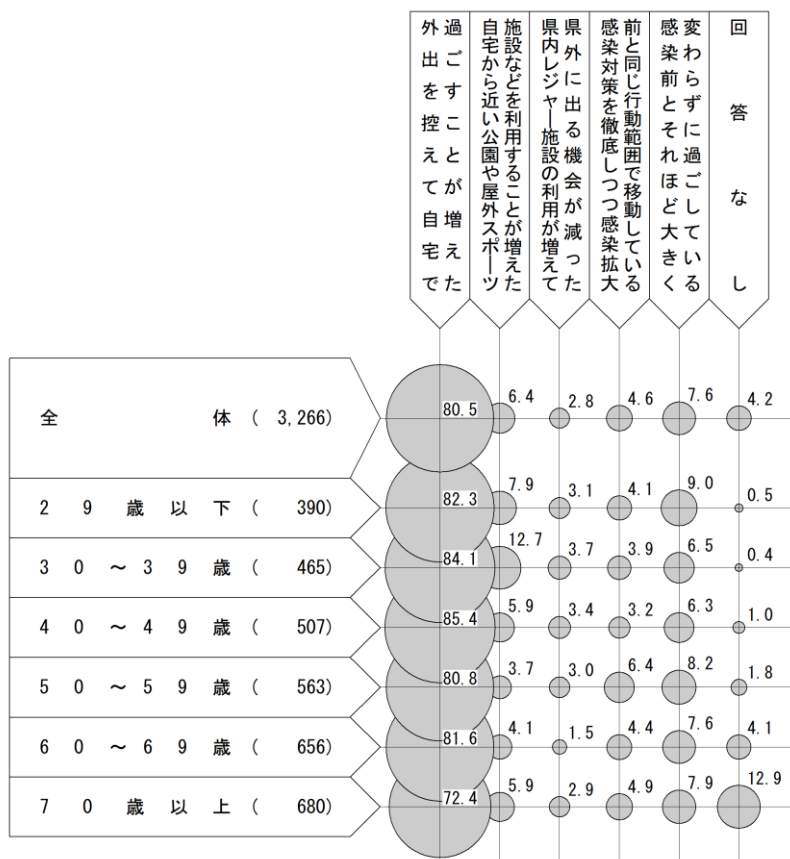 外出を控えて自宅で
過ごすことが増えた
自宅から近い公園や屋外スポーツ
施設などを利用することが増えた
県内レジャー施設の利用が増えて
県外に出る機会が減った
感染対策を徹底しつつ感染拡大
前と同じ行動範囲で移動している
感染前とそれほど大きく
変わらずに過ごしている
回答なし
全体(3,266) 80.5 6.4 2.8 4.6 7.6 4.2
29歳以下(390) 82.3 7.9 3.1 4.1 9.0 0.5
30~39歳(465) 84.1 12.7 3.7 3.9 6.5 0.4
40~49歳(507) 85.4 5.9 3.4 3.2 6.3 1.0
50~59歳(563) 80.8 3.7 3.0 6.4 8.2 1.8
60~69歳(656) 81.6 4.1 1.5 4.4 7.6 4.1
70歳以上(680) 72.4 5.9 2.9 4.9 7.9 12.9